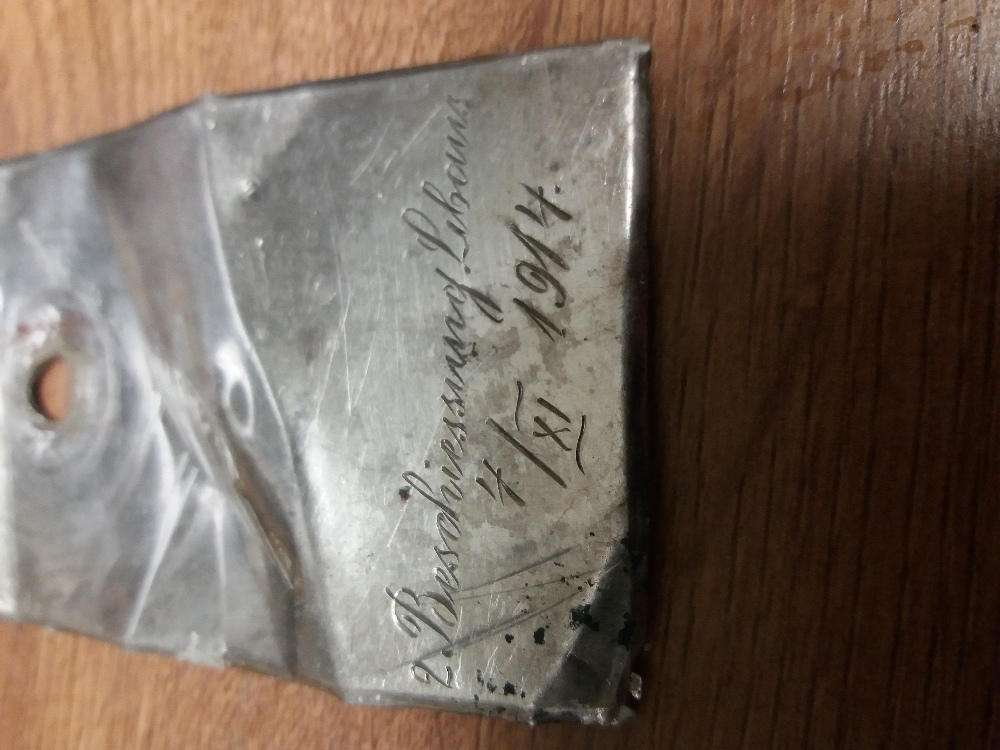 2. Beschiessung Libaus
4/XI 1914.